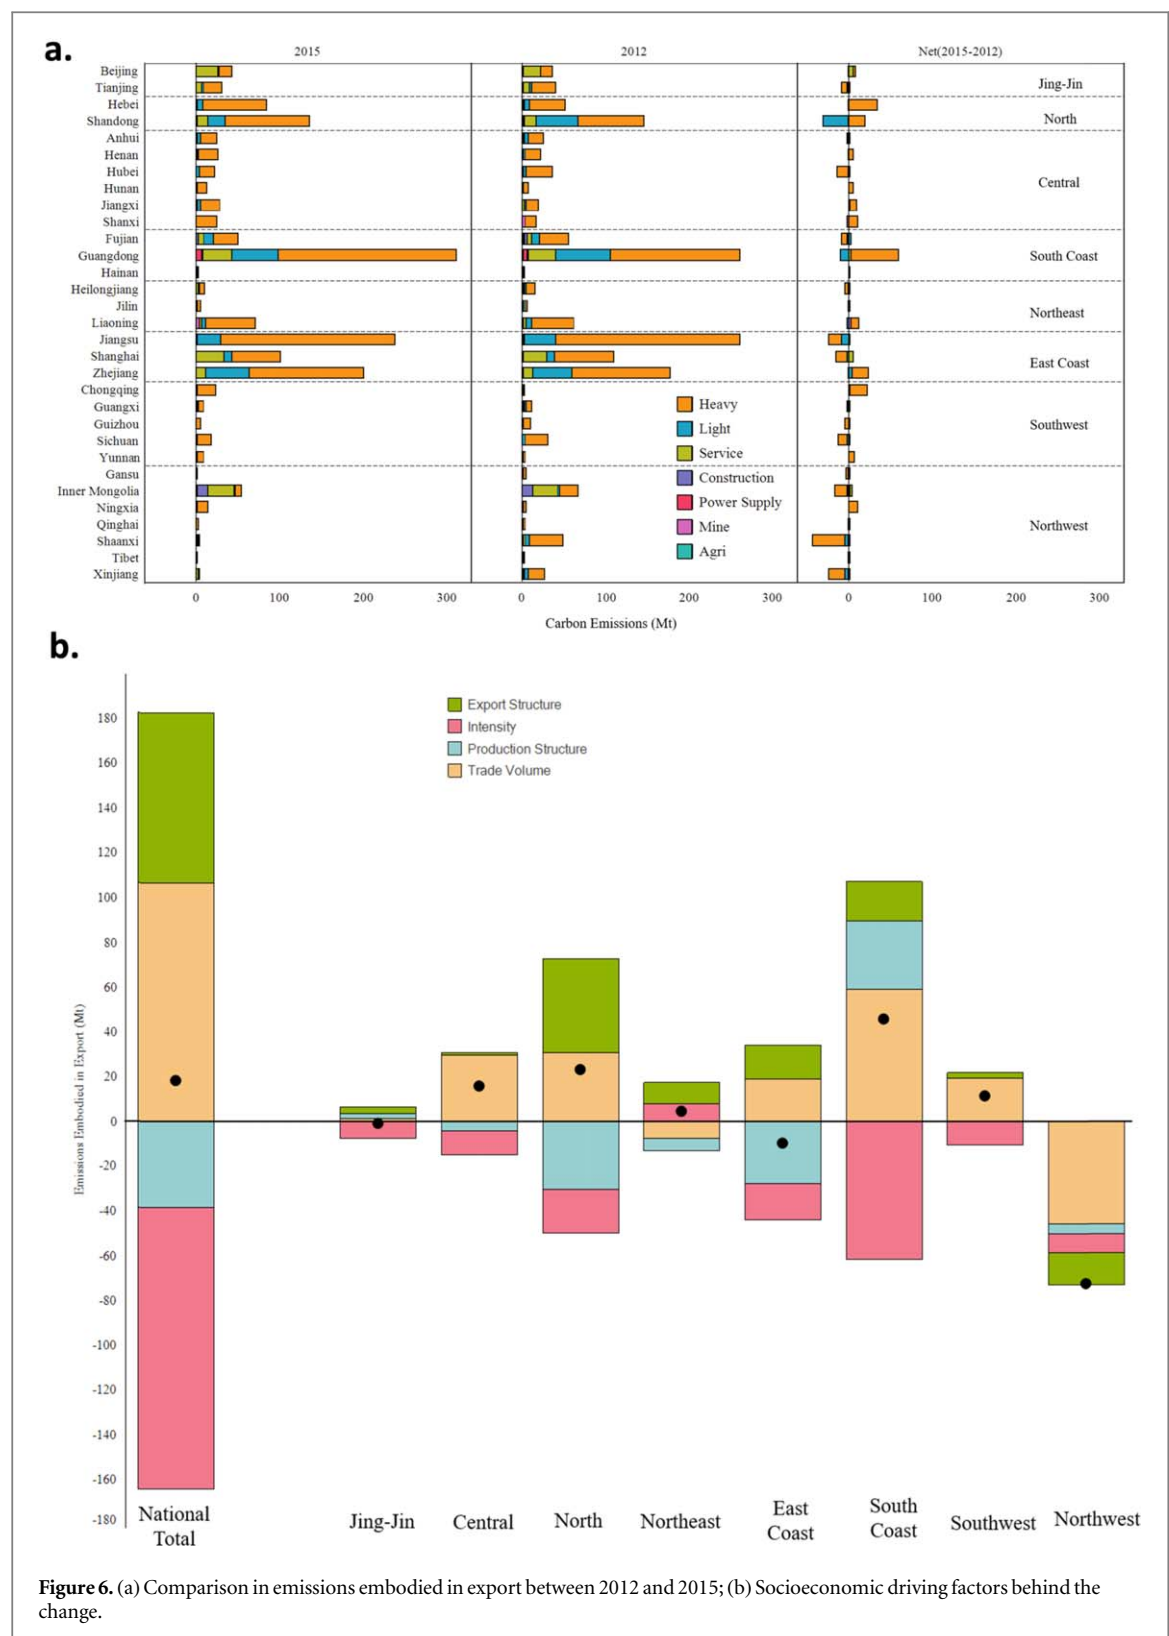 a.
2015 2012 Net(2015-2012)
Beijing
Tianjing
Jing-Jin
Hebei
Shandong
North
Anhui
Henan
Hubei
Hunan
Jiangxi
Shanxi
Central
Fujian
Guangdong
Hainan
South Coast
Heilongjiang
Jilin
Liaoning
Northeast
Jiangsu
Shanghai
Zhejiang
East Coast
Chongqing
Guangxi
Guizhou
Sichuan
Yunnan
Southwest
Gansu
Inner Mongolia
Ningxia
Qinghai
Shaanxi
Tibet
Xinjiang
Northwest
Heavy
Light
Service
Construction
Power Supply
Mine
Agri
0 100 200 300 0 100 200 300 0 100 200 300
Carbon Emissions (Mt)
b.
Export Structure
Intensity
Production Structure
Trade Volume
Emissions Embodied in Export (Mt)
180
160
140
120
100
80
60
40
20
0
-20
-40
-60
-80
-100
-120
-140
-160
-180
National
Total
Jing-Jin
Central
North
Northeast
East
Coast
South
Coast
Southwest
Northwest
Figure 6. (a) Comparison in emissions embodied in export between 2012 and 2015; (b) Socioeconomic driving factors behind the
change.